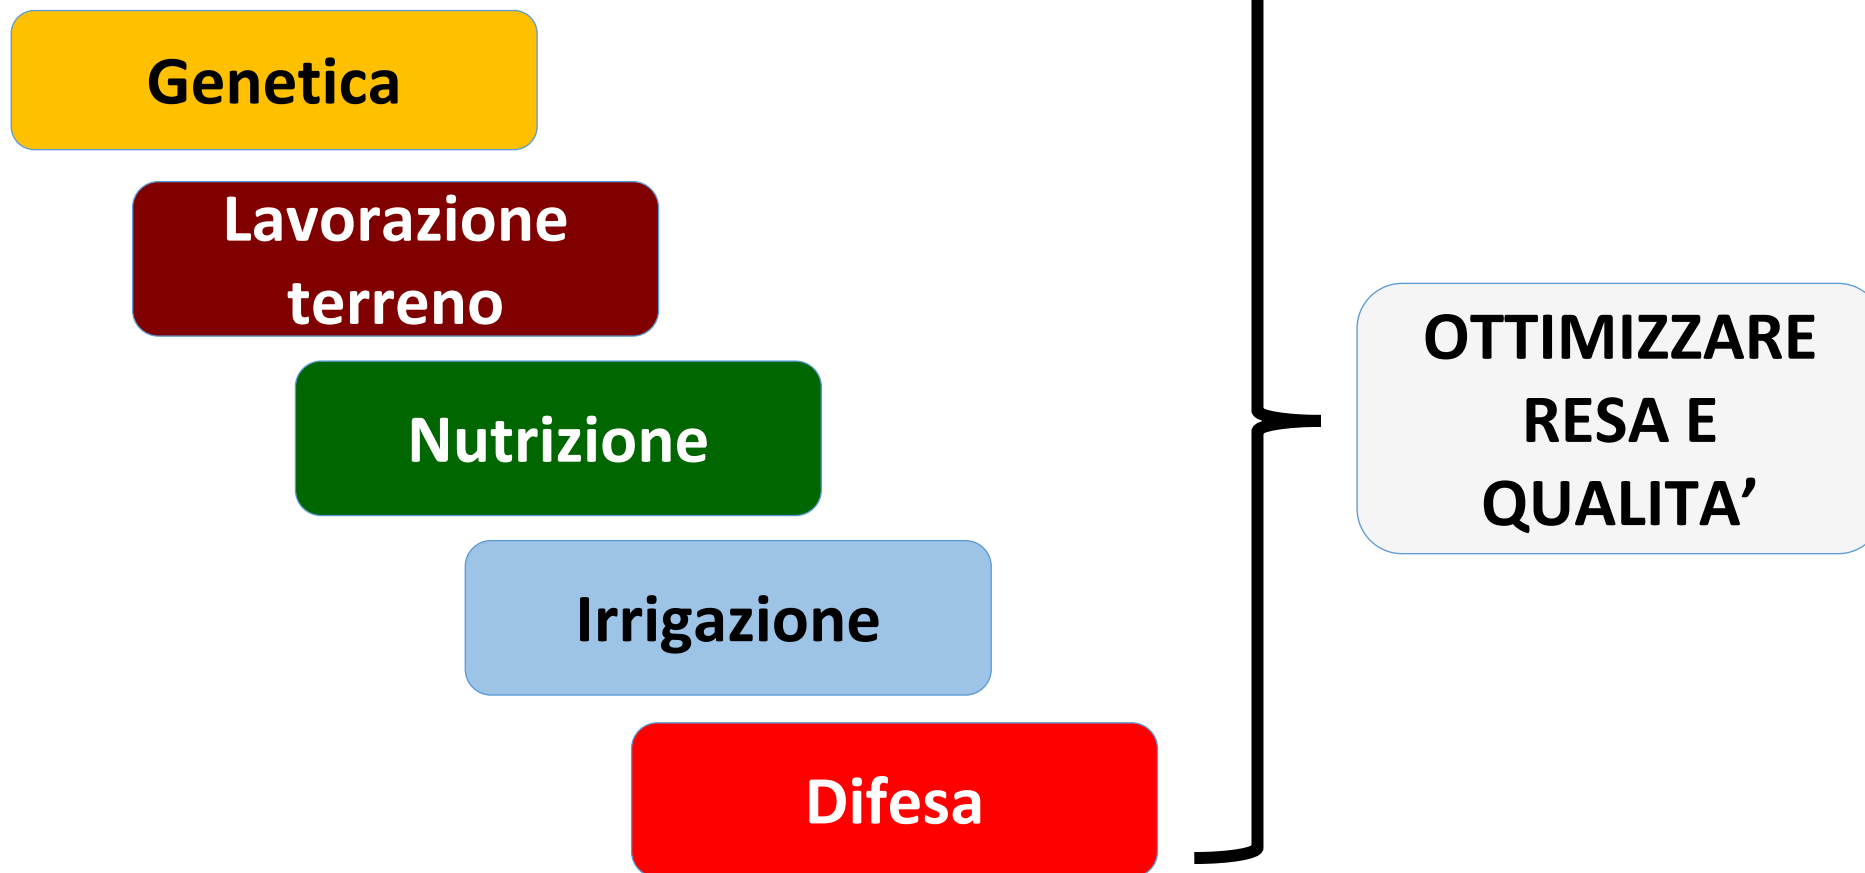 Genetica
Lavorazione
terreno
Nutrizione
Irrigazione
Difesa
OTTIMIZZARE
RESA E
QUALITA’